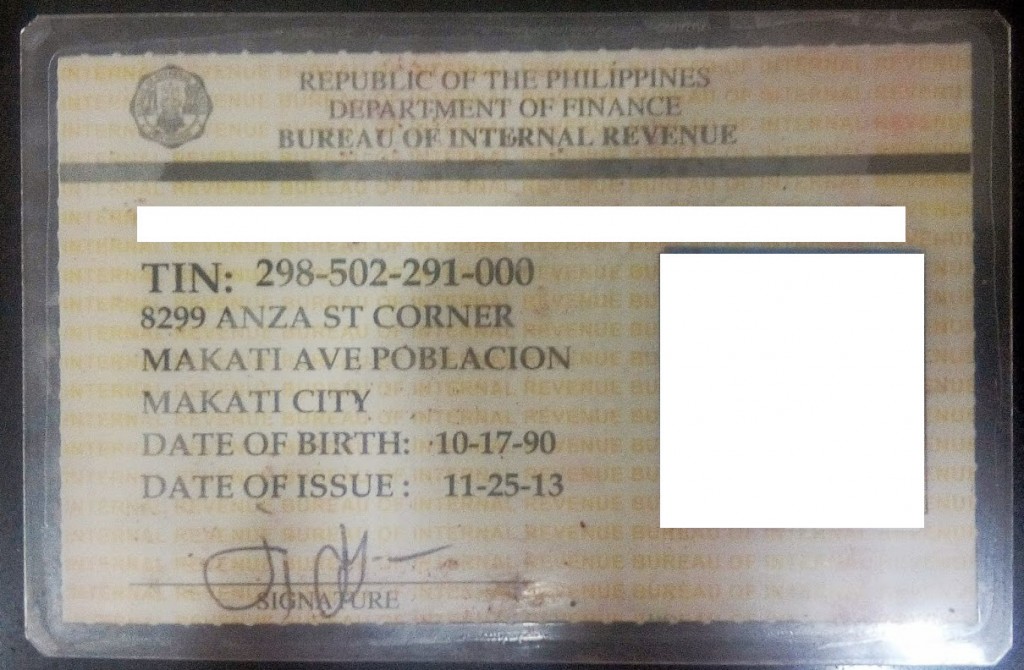 REPUBLIC OF THE PHILIPPINES
DEPARTMENT OF FINANCE
BUREAU OF INTERNAL REVENUE
TIN: 298-502-291-000
8299 ANZA ST CORNER
MAKATI AVE POBLACION
MAKATI CITY
DATE OF BIRTH: 10-17-90
DATE OF ISSUE : 11-25-13
SIGNATURE